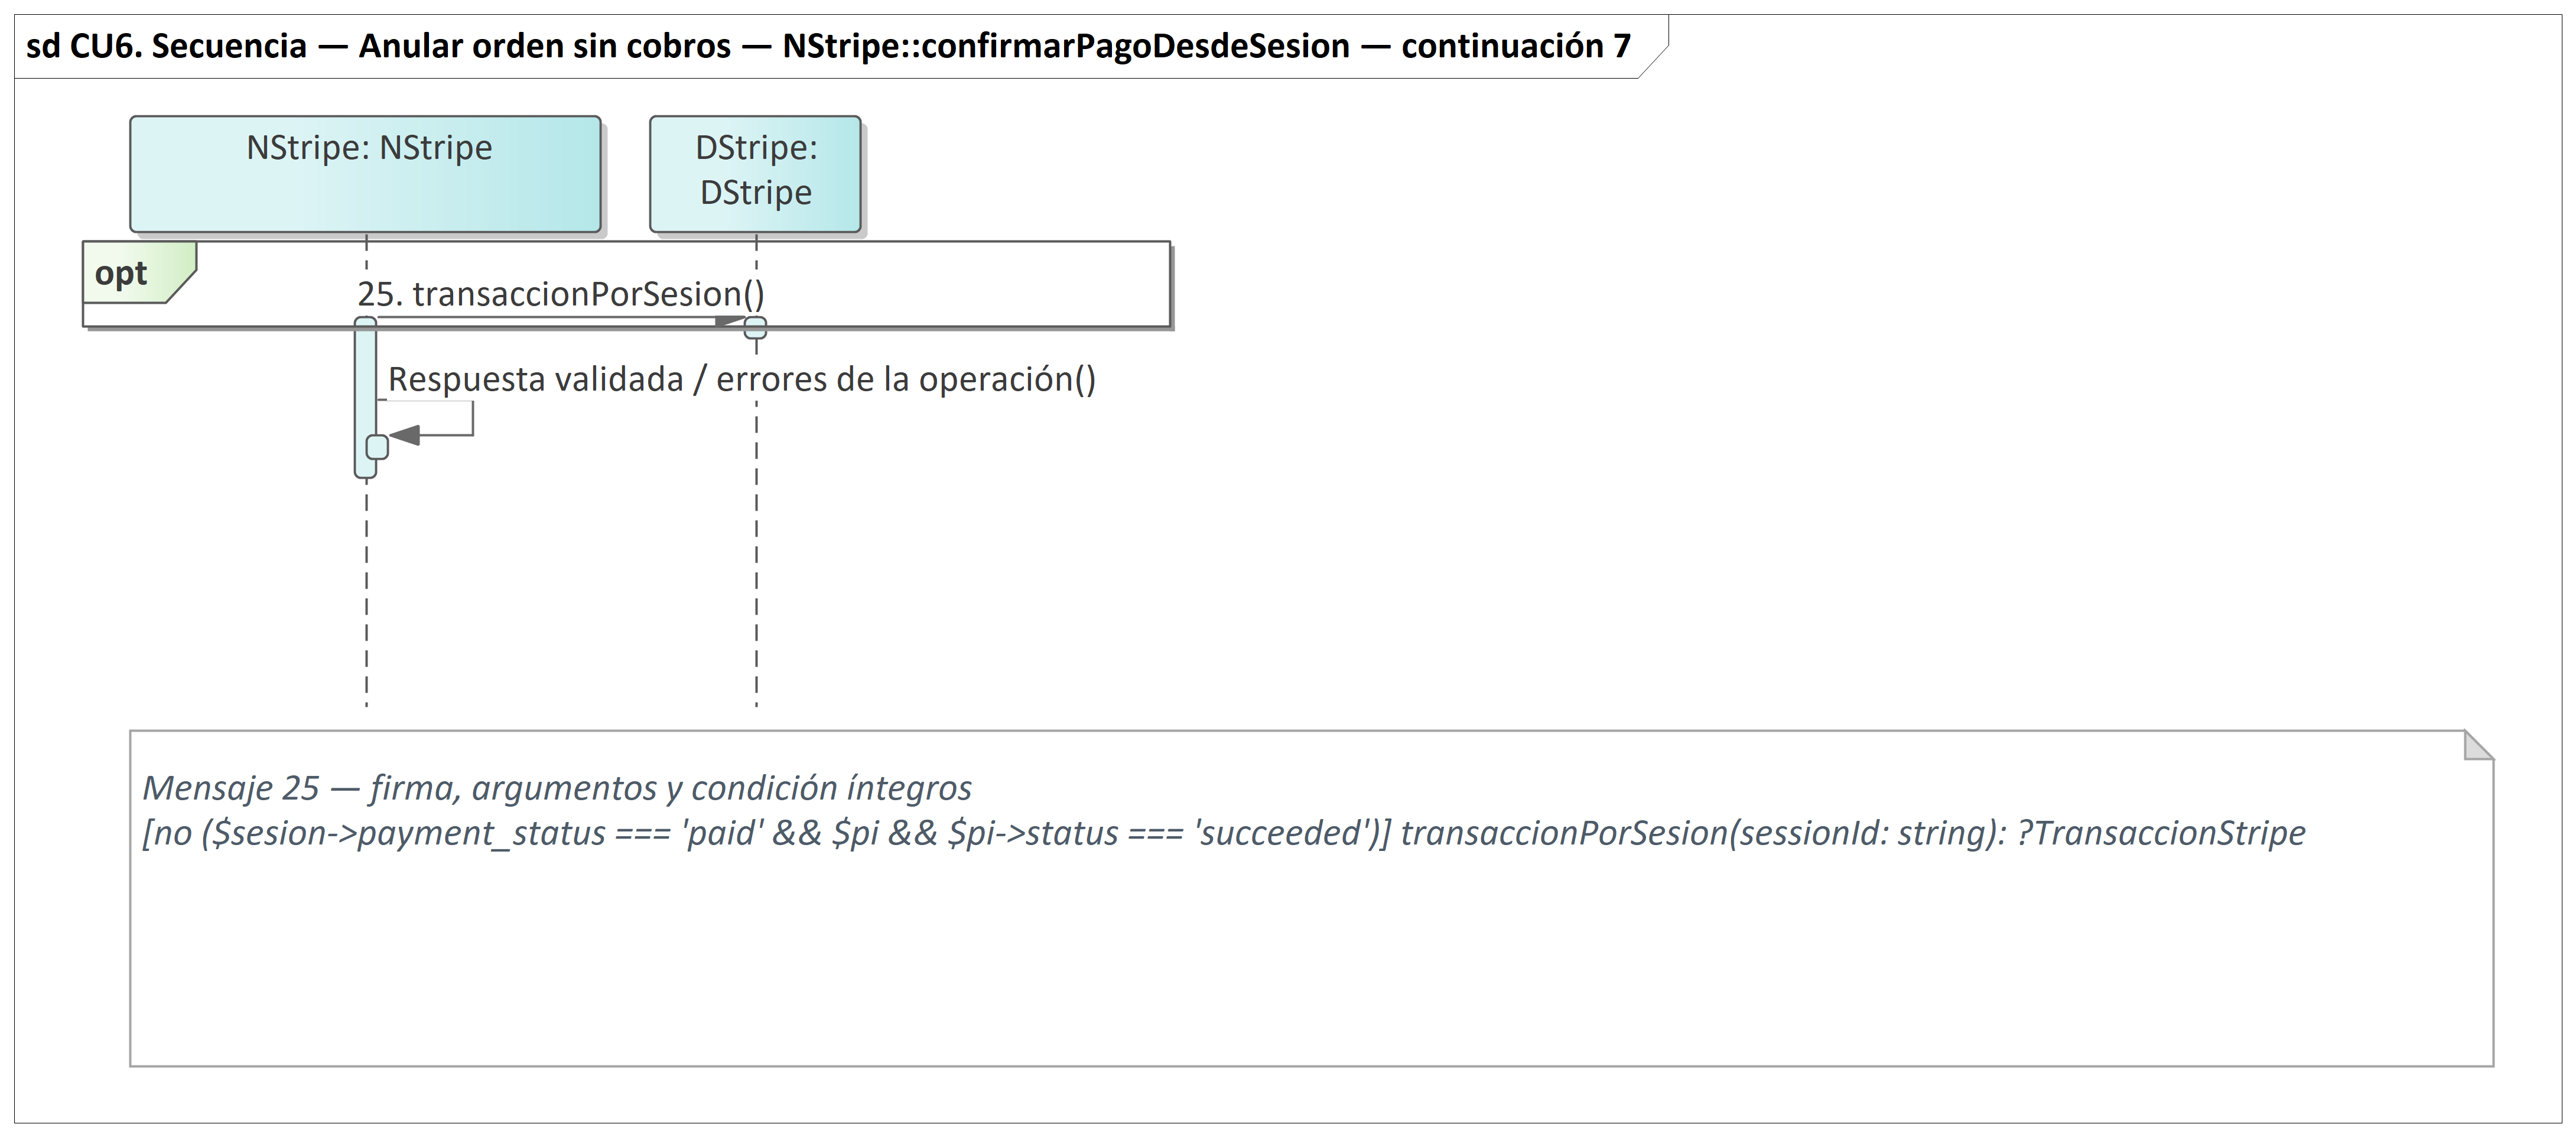 sd CU6. Secuencia — Anular orden sin cobros — NStripe::confirmarPagoDesdeSesion — continuación 7
NStripe: NStripe
DStripe:
DStripe
opt
25. transaccionPorSesion()
Respuesta validada / errores de la operación()
Mensaje 25 — firma, argumentos y condición íntegros
[no ($sesion->payment_status === 'paid' && $pi && $pi->status === 'succeeded')] transaccionPorSesion(sessionId: string): ?TransaccionStripe